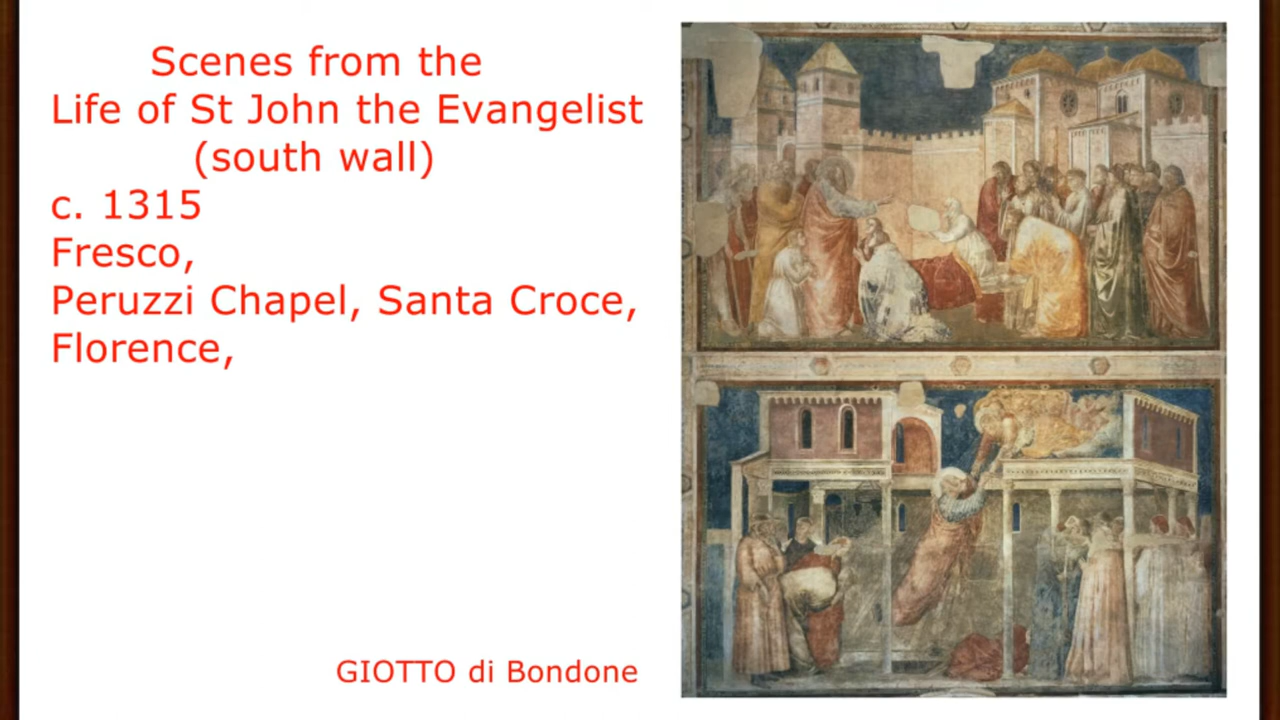 Scenes from the
Life of St John the Evangelist
(south wall)
c. 1315
Fresco,
Peruzzi Chapel, Santa Croce,
Florence,
GIOTTO di Bondone